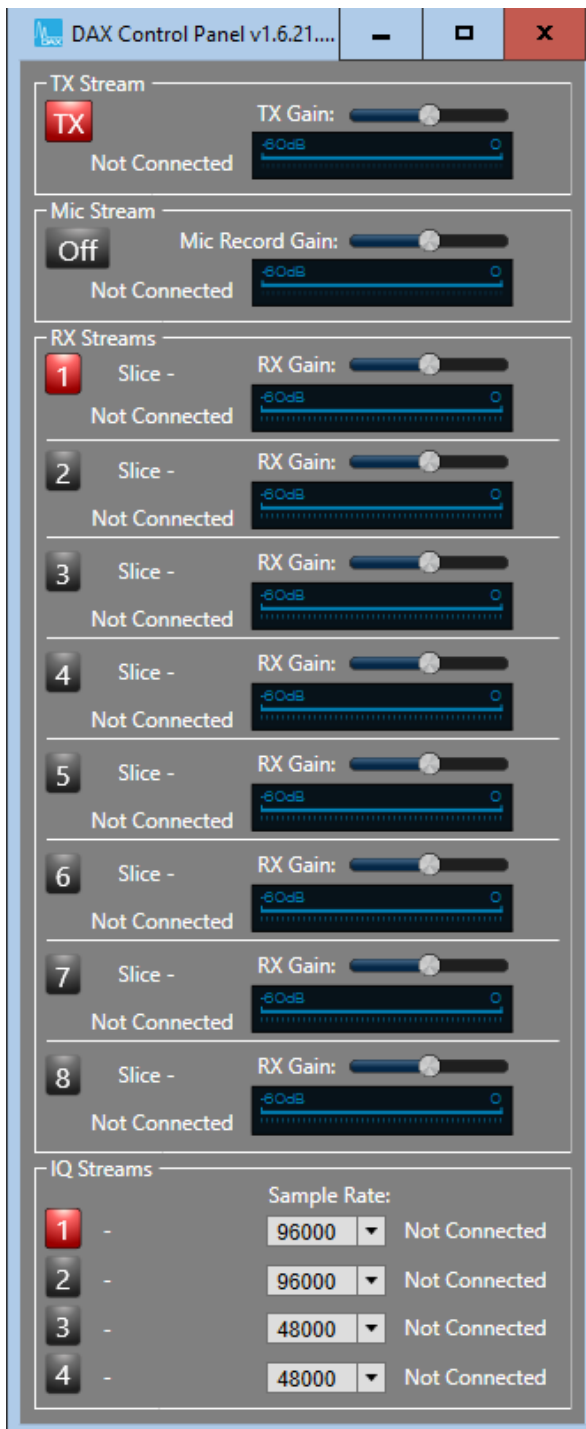 DAX Control Panel v1.6.21....
TX Stream
TX
TX Gain:
-60dB 0
Not Connected
Mic Stream
Off
Mic Record Gain:
-60dB 0
Not Connected
RX Streams
1 Slice - RX Gain:
-60dB 0
Not Connected
2 Slice - RX Gain:
-60dB 0
Not Connected
3 Slice - RX Gain:
-60dB 0
Not Connected
4 Slice - RX Gain:
-60dB 0
Not Connected
5 Slice - RX Gain:
-60dB 0
Not Connected
6 Slice - RX Gain:
-60dB 0
Not Connected
7 Slice - RX Gain:
-60dB 0
Not Connected
8 Slice - RX Gain:
-60dB 0
Not Connected
IQ Streams
Sample Rate:
1 - 96000 Not Connected
2 - 96000 Not Connected
3 - 48000 Not Connected
4 - 48000 Not Connected